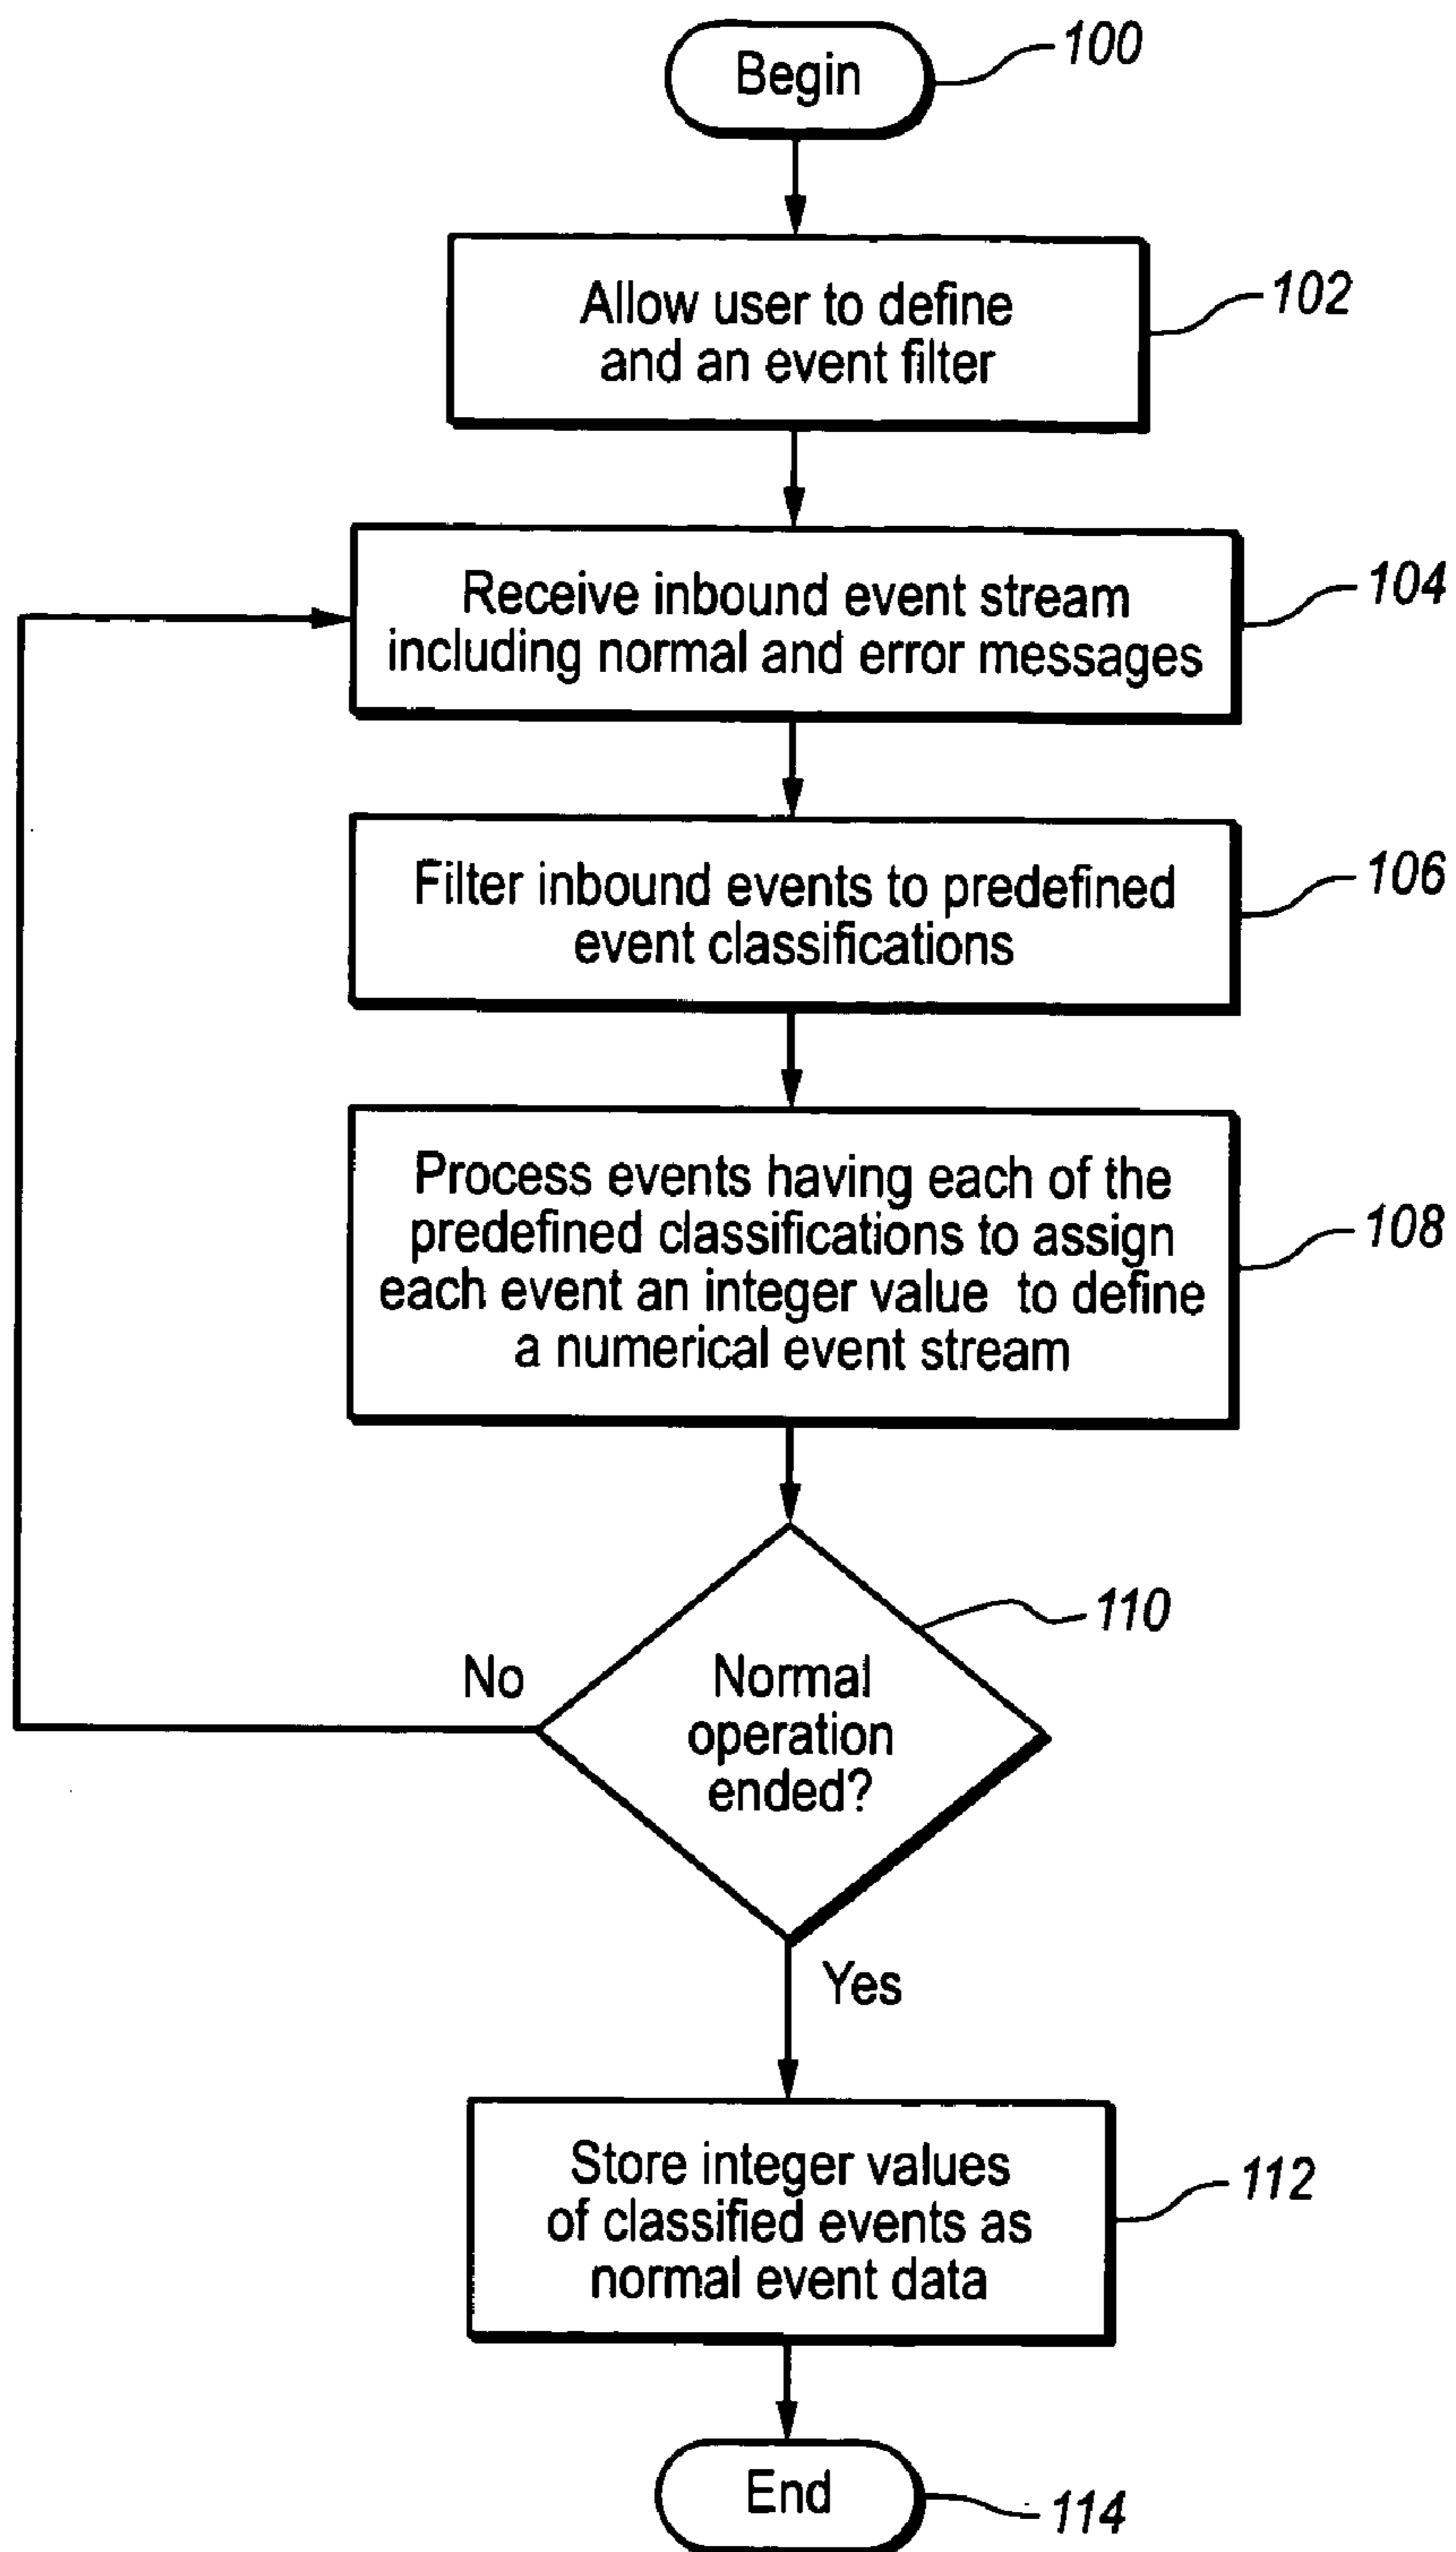 Begin
100
Allow user to define
and an event filter
102
Receive inbound event stream
including normal and error messages
104
Filter inbound events to predefined
event classifications
106
Process events having each of the
predefined classifications to assign
each event an integer value to define
a numerical event stream
108
Normal
operation
ended?
110
No
Yes
Store integer values
of classified events as
normal event data
112
End
114